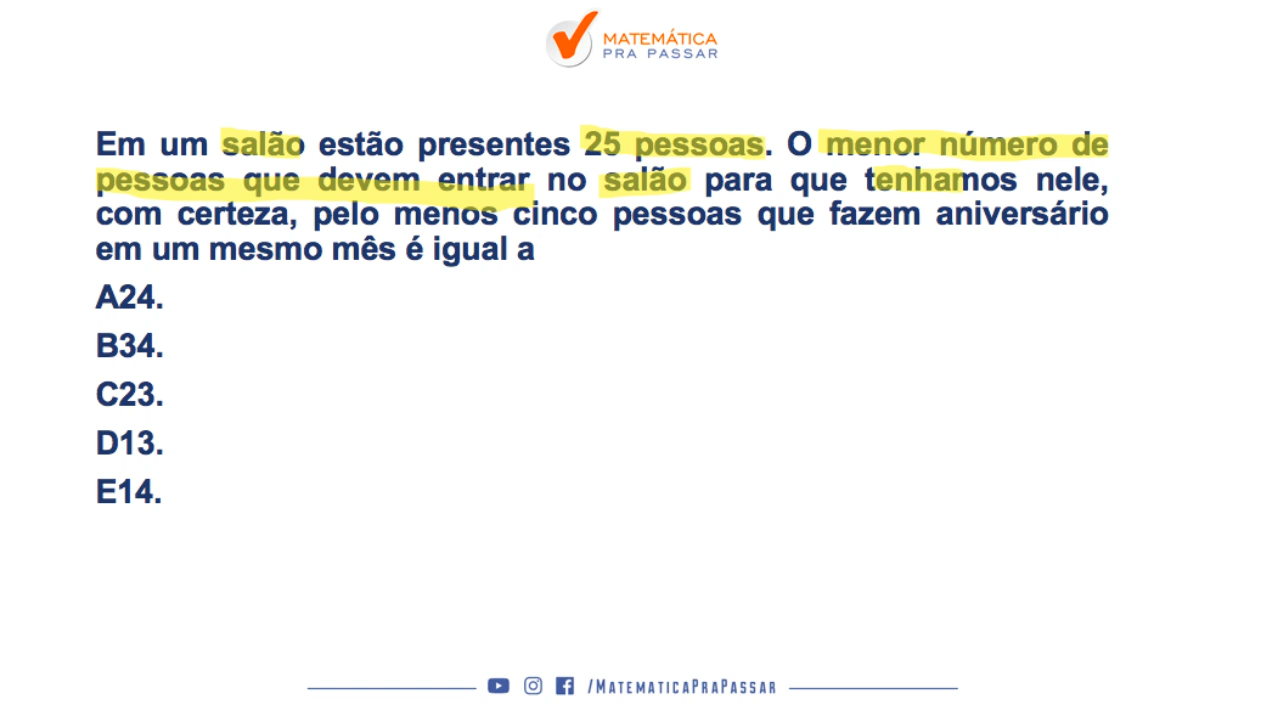 MATEMÁTICA
PRA PASSAR
Em um salão estão presentes 25 pessoas. O menor número de
pessoas que devem entrar no salão para que tenhamos nele,
com certeza, pelo menos cinco pessoas que fazem aniversário
em um mesmo mês é igual a
A24.
B34.
C23.
D13.
E14.
/MATEMATICAPRAPASSAR